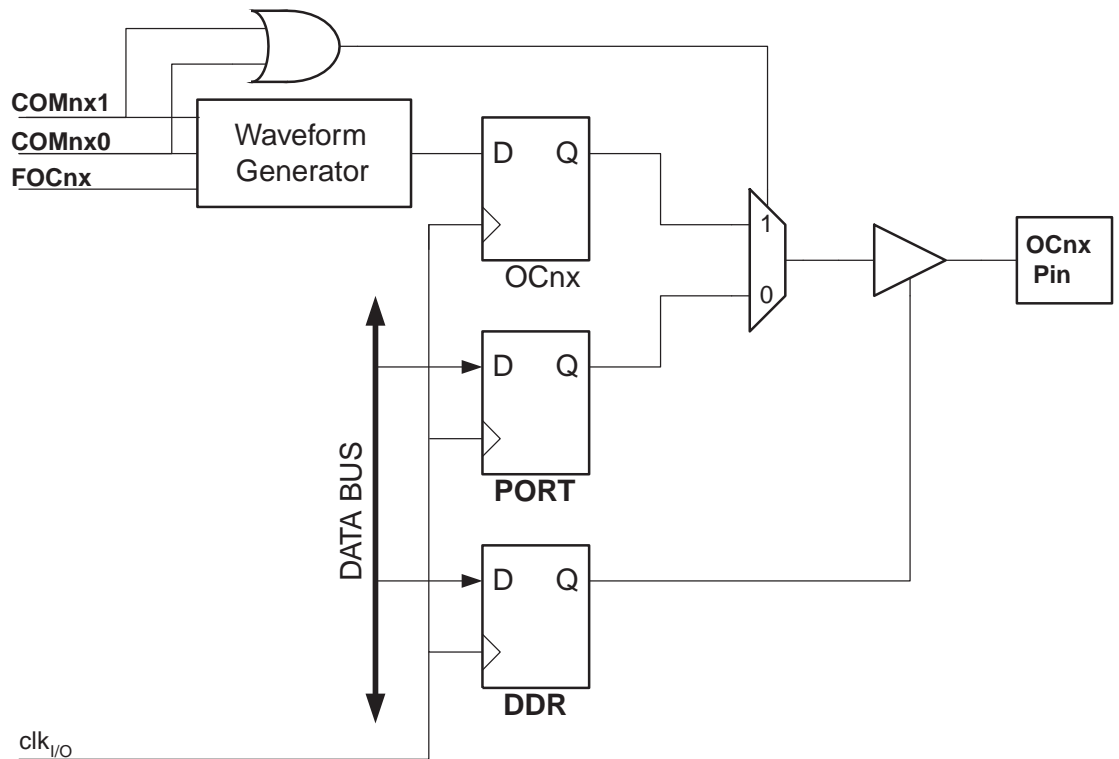 COMnx1
COMnx0
FOCnx
Waveform
Generator
D Q
OCnx
1
0
OCnx
Pin
DATA BUS
D Q
PORT
D Q
DDR
clkI/O